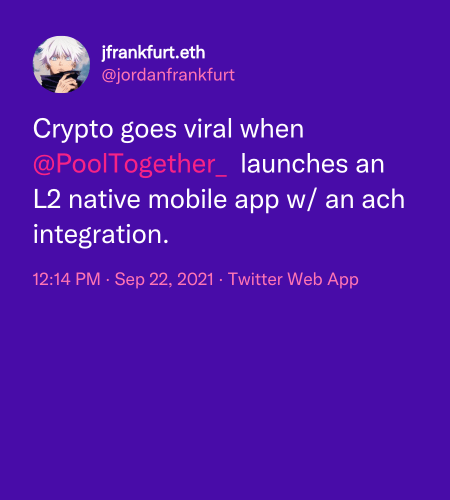 jfrankfurt.eth
@jordanfrankfurt
Crypto goes viral when
@PoolTogether_ launches an
L2 native mobile app w/ an ach
integration.
12:14 PM · Sep 22, 2021 · Twitter Web App